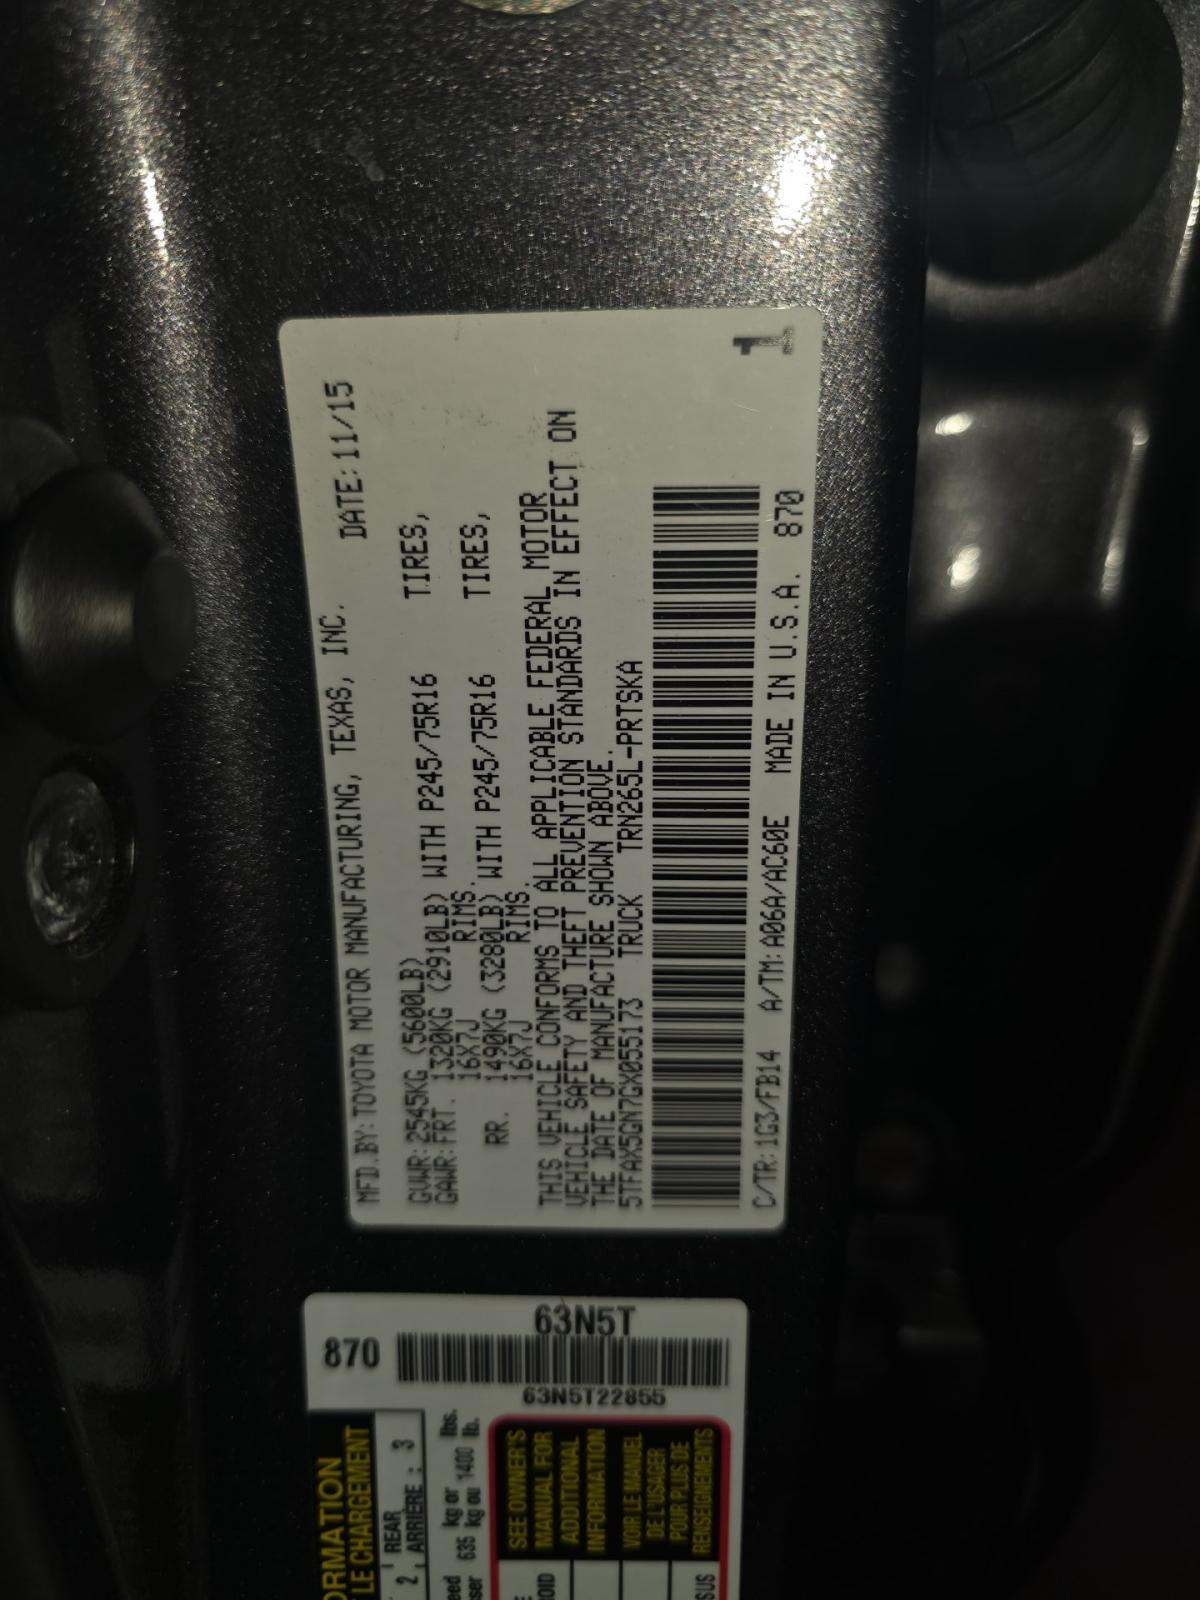 MFD.BY: TOYOTA MOTOR MANUFACTURING, TEXAS, INC. DATE: 11/15
GVWR: 2545KG (5600LB)
GAWR: FRT. 1320KG (2910LB) WITH P245/75R16 TIRES,
16X7J RIMS.
RR. 1490KG (3280LB) WITH P245/75R16 TIRES,
16X7J RIMS.
THIS VEHICLE CONFORMS TO ALL APPLICABLE FEDERAL MOTOR
VEHICLE SAFETY AND THEFT PREVENTION STANDARDS IN EFFECT ON
THE DATE OF MANUFACTURE SHOWN ABOVE.
5TFAX5GN7GX055173 TRUCK TRN265L-PRTSKA
C/TR: 1G3/FB14 A/TM: A06A/AC60E MADE IN U.S.A. 870
1
870
63N5T
63N5T22855
ORMATION
LE CHARGEMENT
2 REAR
ARRIÈRE : 3
635 kg or 1400 lbs.
kg ou lb.
SEE OWNER'S
MANUAL FOR
ADDITIONAL
INFORMATION
VOIR LE MANUEL
DE L'USAGER
POUR PLUS DE
RENSEIGNEMENTS